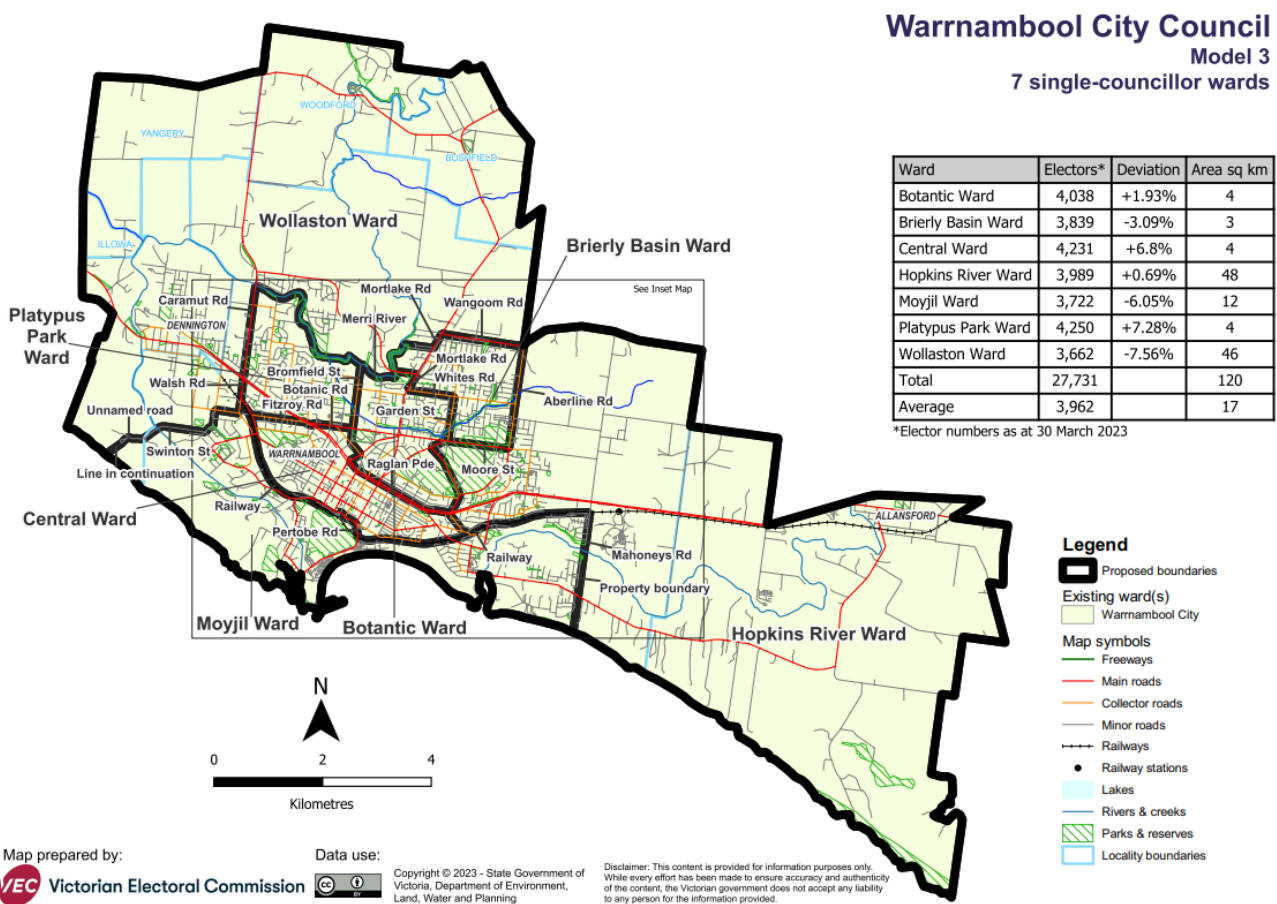 Warrnambool City Council
Model 3
7 single-councillor wards
Ward Electors* Deviation Area sq km
Botantic Ward 4,038 +1.93% 4
Brierly Basin Ward 3,839 -3.09% 3
Central Ward 4,231 +6.8% 4
Hopkins River Ward 3,989 +0.69% 48
Moyjil Ward 3,722 -6.05% 12
Platypus Park Ward 4,250 +7.28% 4
Wollaston Ward 3,662 -7.56% 46
Total 27,731 120
Average 3,962 17
*Elector numbers as at 30 March 2023
WOODFORD
YANGERY
BUSHFIELD
Wollaston Ward
ILLOWA
Brierly Basin Ward
See Inset Map
Mortlake Rd
Caramut Rd
Wangoom Rd
Platypus
Park
Ward
Merri River
DENNINGTON
Mortlake Rd
Bromfield St
Whites Rd
Walsh Rd
Botanic Rd
Aberline Rd
Fitzroy Rd
Unnamed road
Garden St
Swinton St
WARRNAMBOOL
Raglan Pde
Moore St
Line in continuation
Railway
Central Ward
ALLANSFORD
Pertobe Rd
Railway
Mahoneys Rd
Property boundary
Moyjil Ward
Botantic Ward
Hopkins River Ward
N
0 2 4
Kilometres
Legend
Proposed boundaries
Existing ward(s)
Warrnambool City
Map symbols
Freeways
Main roads
Collector roads
Minor roads
Railways
Railway stations
Lakes
Rivers & creeks
Parks & reserves
Locality boundaries
Map prepared by:
VEC Victorian Electoral Commission
Data use:
cc BY
Copyright © 2023 - State Government of
Victoria, Department of Environment,
Land, Water and Planning
Disclaimer: This content is provided for information purposes only.
While every effort has been made to ensure accuracy and authenticity
of the content, the Victorian government does not accept any liability
to any person for the information provided.